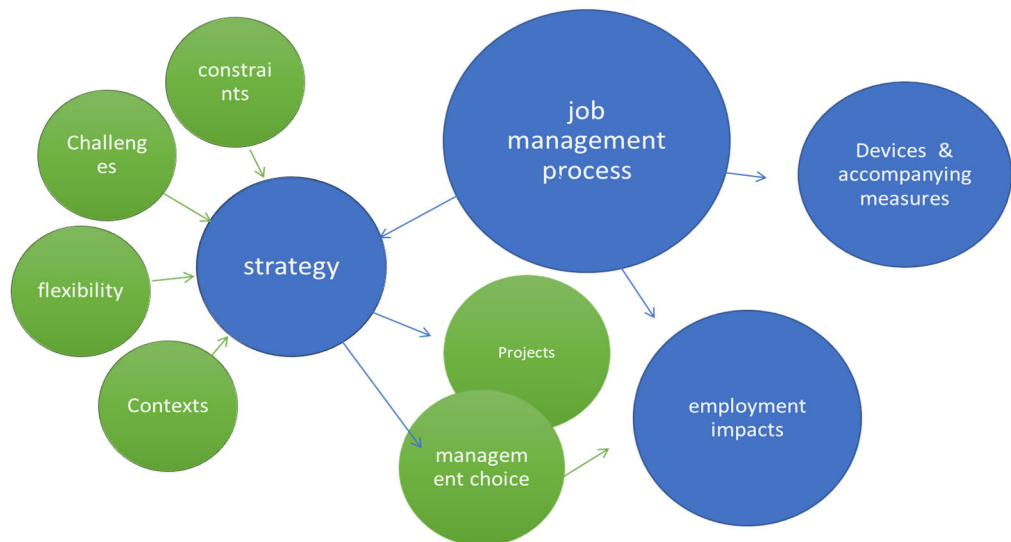 constrai
nts
job
management
process
Challeng
es
Devices  &
accompanying
measures
strategy
flexibility
Projects
Contexts
employment
impacts
managem
ent choice